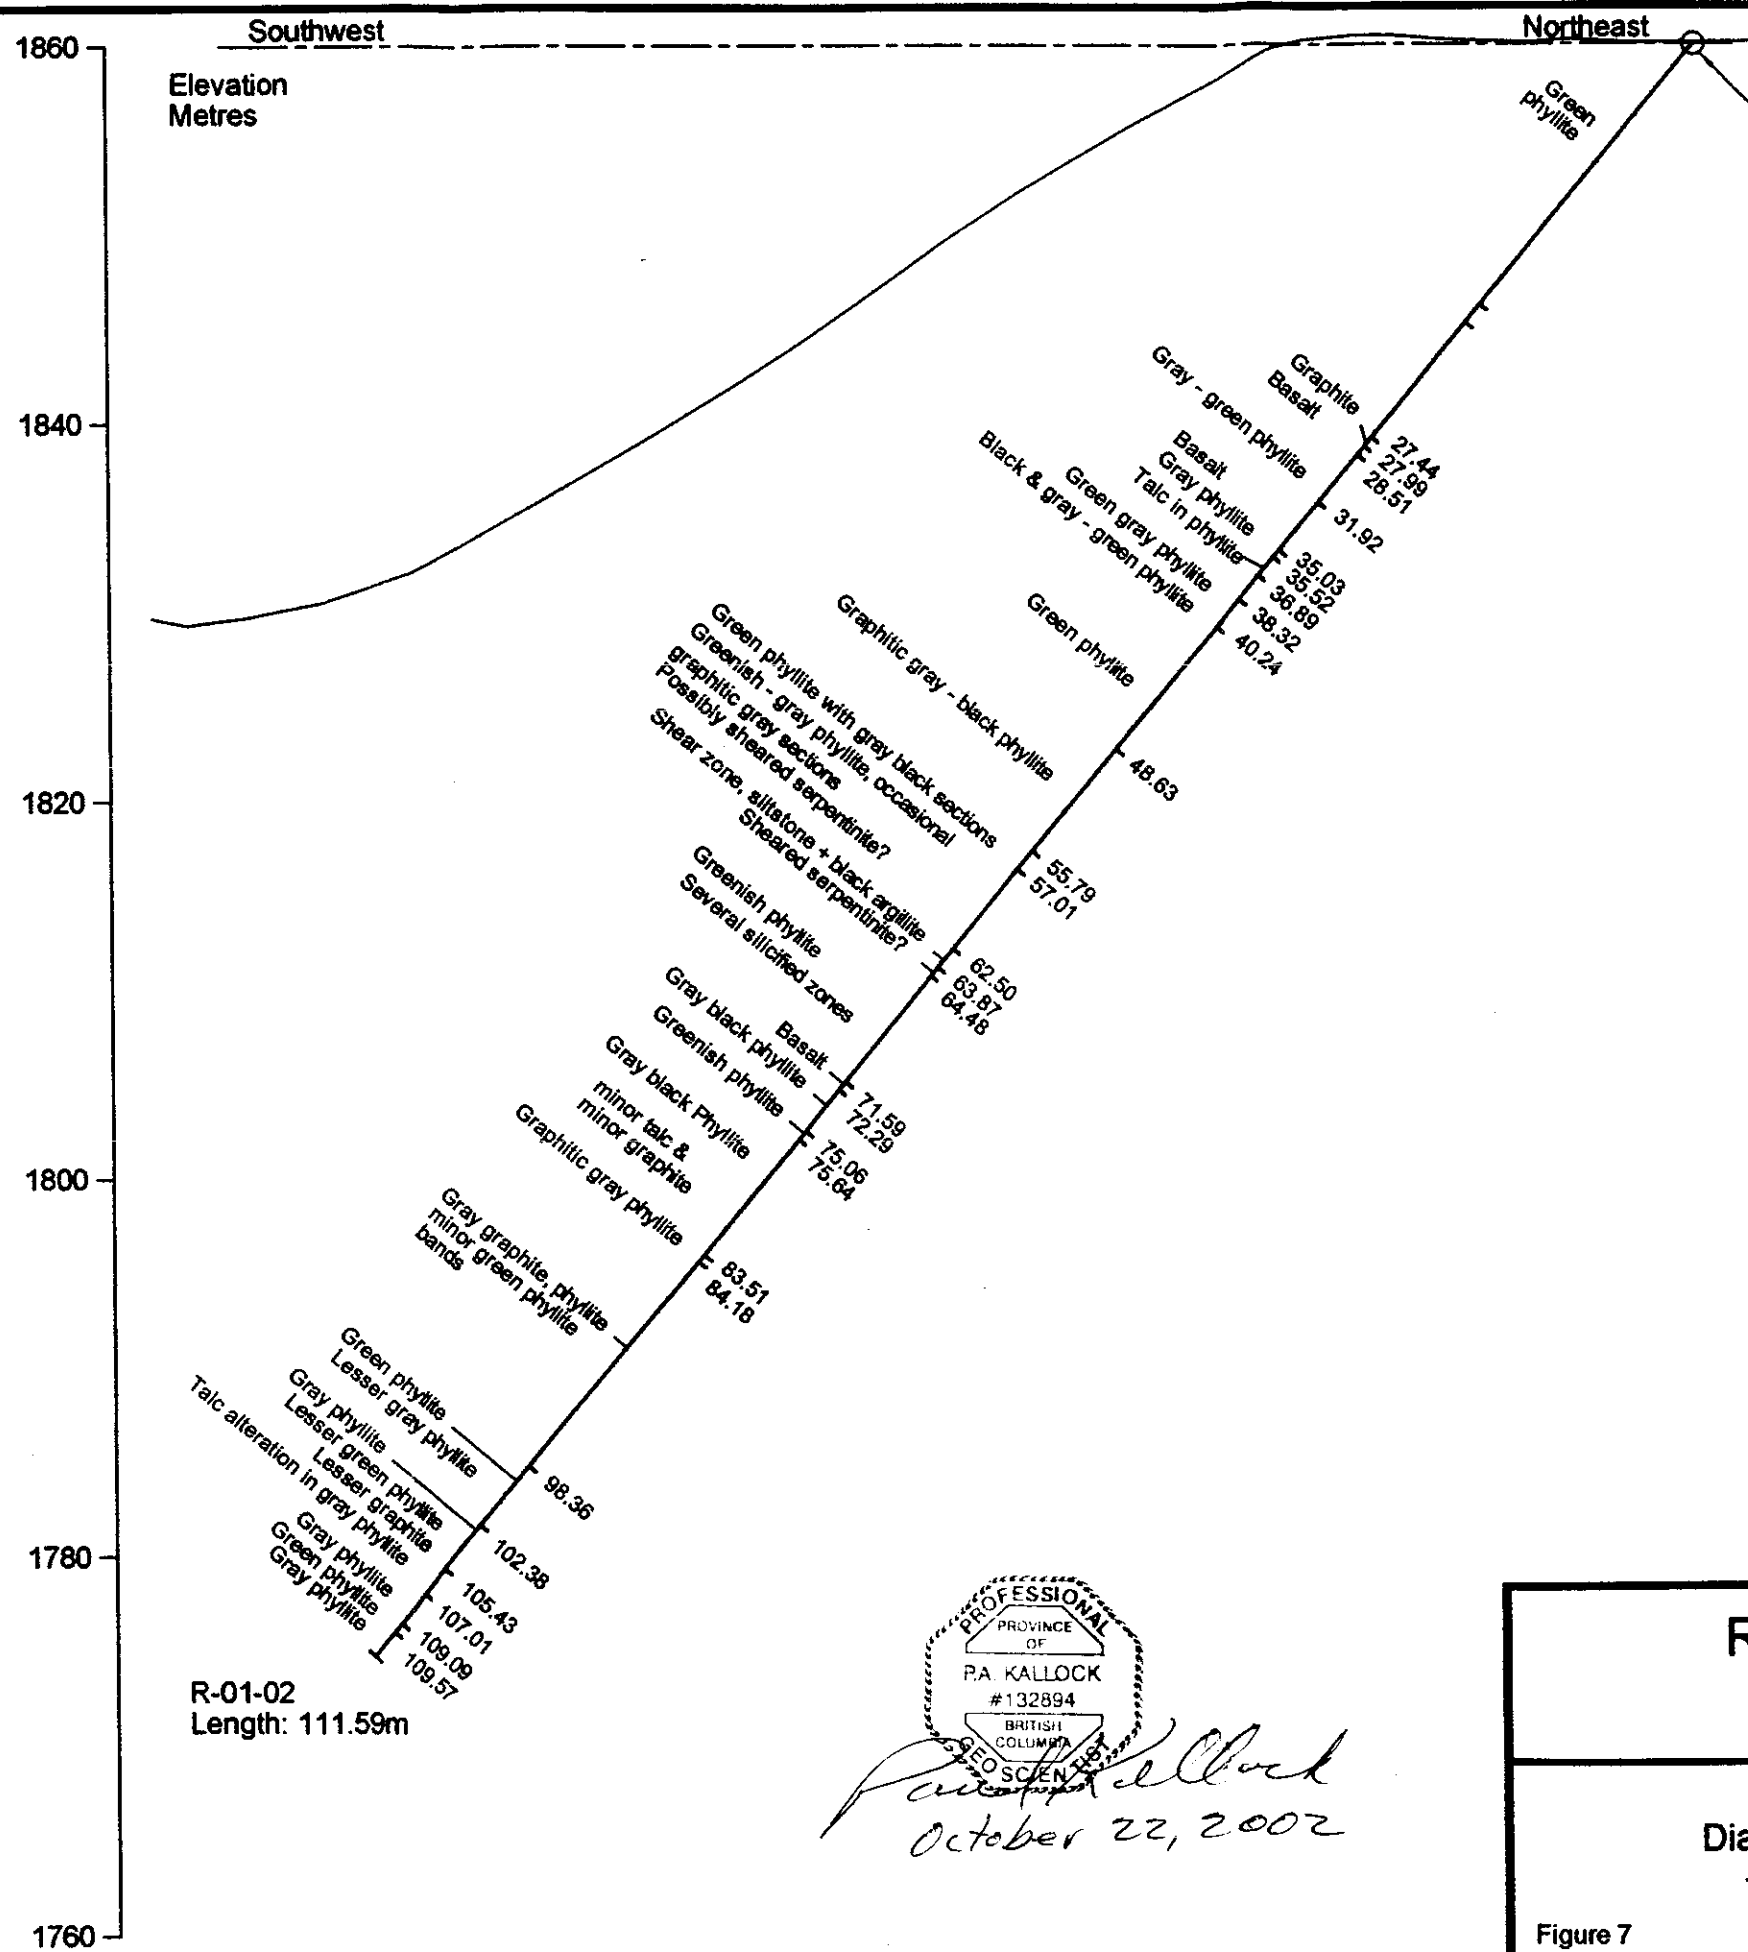 Southwest
Northeast
1860
Elevation
Metres
Green
phyllite
Graphite
Basalt
Gray - green phyllite
1840
27.44
27.99
28.51
31.92
Basalt
Gray phyllite
Talc in phyllite
Green gray phyllite
Black & gray - green phyllite
35.03
35.52
36.89
38.32
40.24
Green phyllite
Graphitic gray - black phyllite
48.63
Green phyllite with gray black sections
Greenish - gray phyllite, occasional
graphitic gray sections
Possibly sheared serpentinite?
Shear zone, siltstone + black argillite
Sheared serpentinite?
1820
55.79
57.01
62.50
63.87
64.48
Greenish phyllite
Several silicified zones
Basalt
Gray black phyllite
Greenish phyllite
Gray black Phyllite
minor talc &
minor graphite
Graphitic gray phyllite
71.59
72.29
75.06
75.64
1800
83.51
84.18
Gray graphite, phyllite
minor green phyllite
bands
Green phyllite
Lesser gray phyllite
Gray phyllite
Lesser green phyllite
Lesser graphite
Talc alteration in gray phyllite
Gray phyllite
Green phyllite
Gray phyllite
98.36
102.38
105.43
107.01
109.09
109.57
1780
R-01-02
Length: 111.59m
PROFESSIONAL
PROVINCE
OF
P.A. KALLOCK
#132894
BRITISH
COLUMBIA
GEOSCIENTIST
Paul Kallock
October 22, 2002
R
Dia
Figure 7
1760